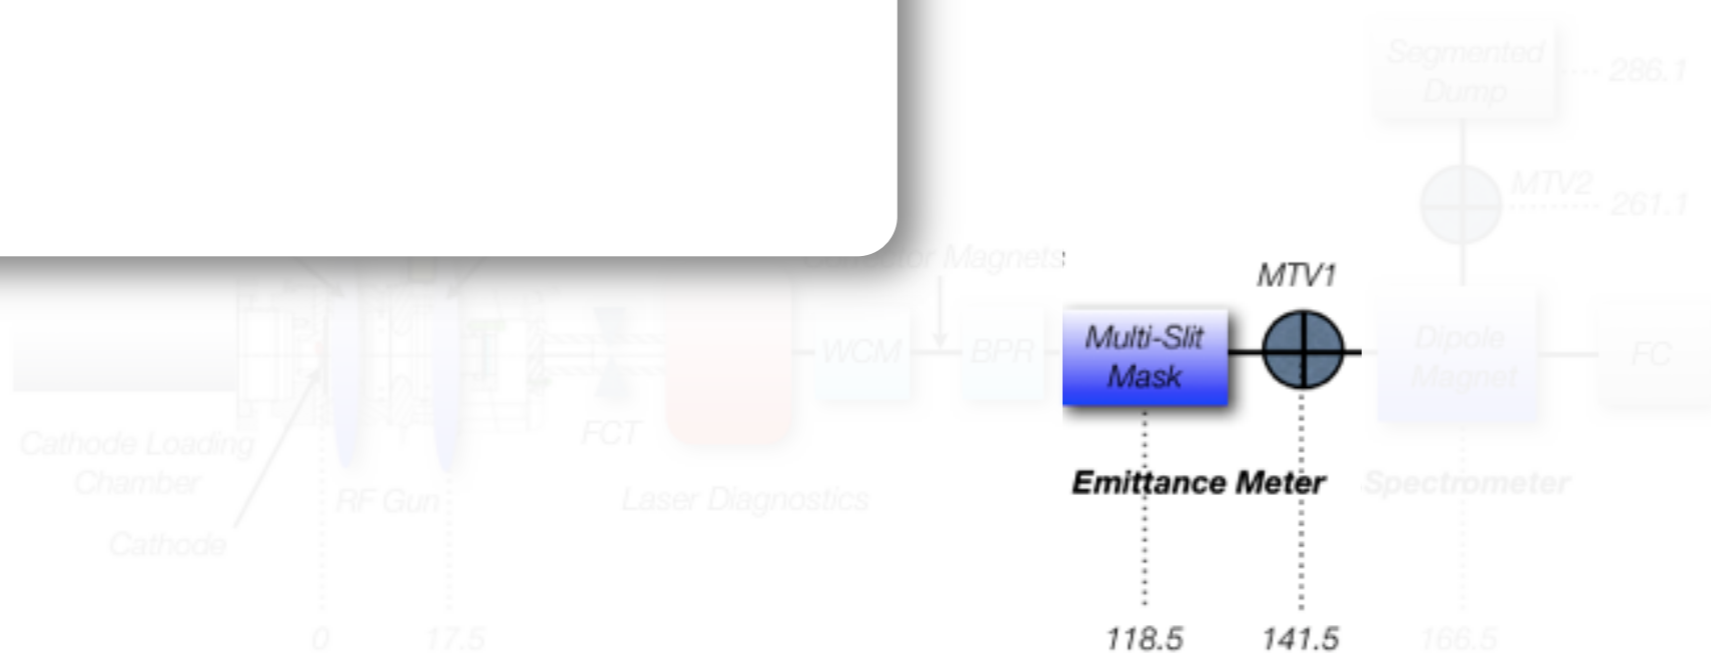 Segmented
Dump
286.1
MTV2
261.1
Magnets
MTV1
Multi-Slit
Mask
WCM
BPR
Dipole
Magnet
FC
FCT
Cathode Loading
Chamber
RF Gun
Laser Diagnostics
Emittance Meter
Spectrometer
Cathode
0
17.5
118.5
141.5
166.5